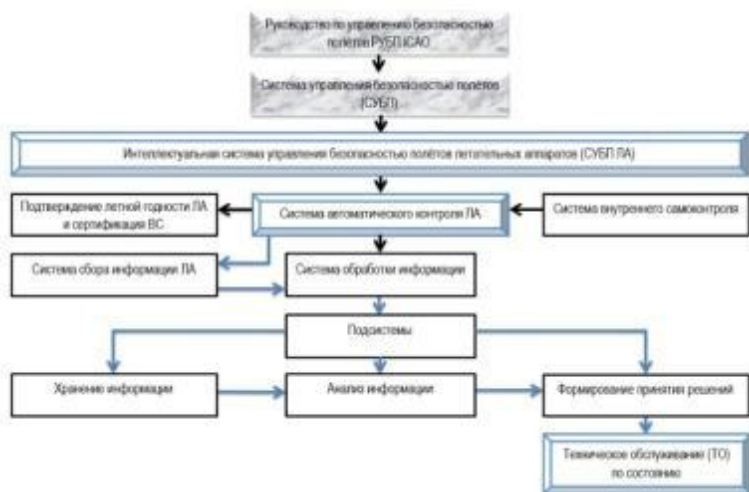 Руководство по управлению безопасностью
полётов РУБП ICAO
Система управления безопасностью полётов
(СУБП)
Интеллектуальная система управления безопасностью полётов летательных аппаратов (СУБП ЛА)
Подтверждение летной годности ЛА
и сертификация ВС
Система автоматического контроля ЛА
Система внутреннего самоконтроля
Система сбора информации ЛА
Система обработки информации
Подсистемы
Хранение информации
Анализ информации
Формирование принятия решений
Техническое обслуживание (ТО)
по состоянию